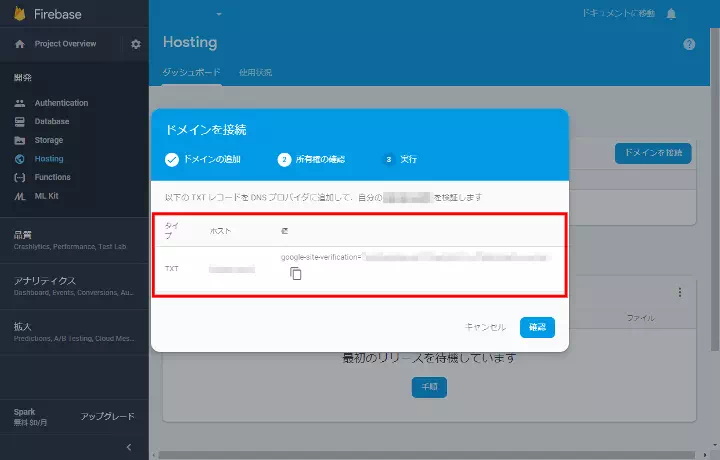 Firebase
ドキュメントに移動
Project Overview
Hosting
ダッシュボード
使用状況
開発
Authentication
Database
Storage
Hosting
Functions
ML Kit
品質
Crashlytics, Performance, Test Lab
アナリティクス
Dashboard, Events, Conversions, Au...
拡大
Predictions, A/B Testing, Cloud Mes...
Spark
無料 $0/月
アップグレード
ドメインを接続
ドメインを接続
ドメインの追加
2 所有権の確認
3 実行
以下の TXT レコードを DNS プロバイダに追加して、自分の を検証します
タイプ
ホスト
値
TXT
google-site-verification=
キャンセル
確認
ファイル
最初のリリースを待機しています
手順